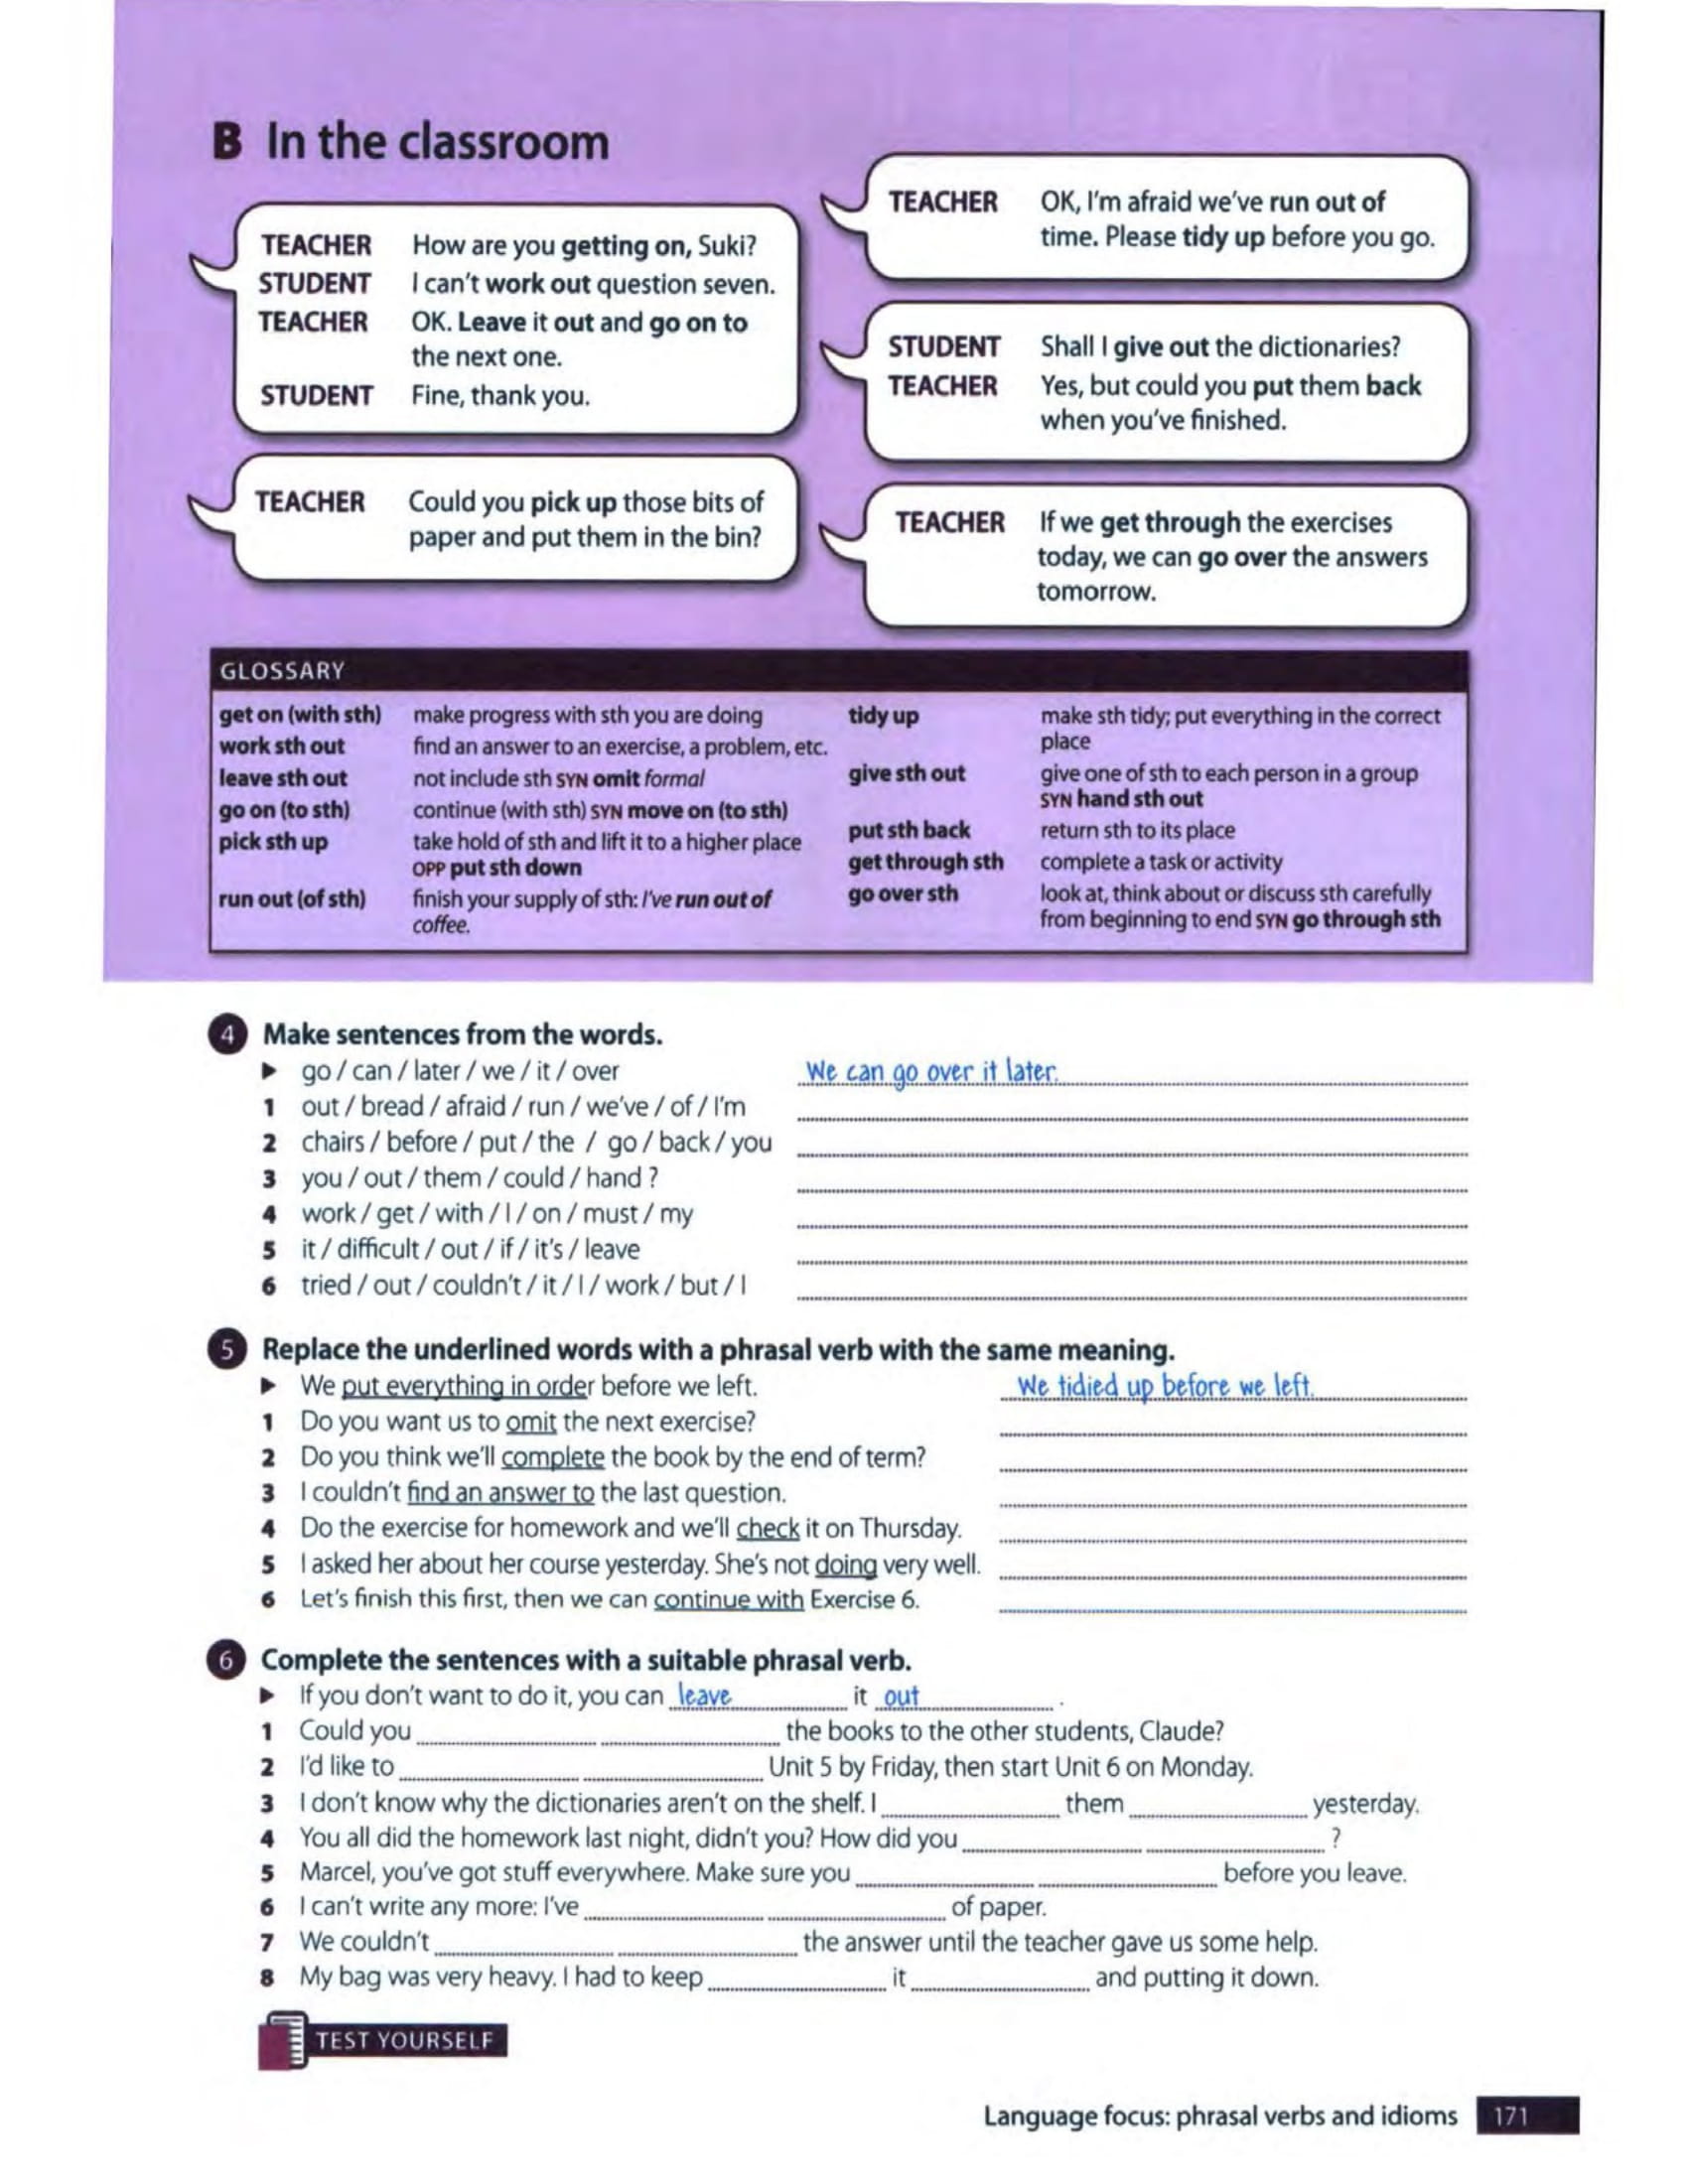 B In the classroom
TEACHER How are you getting on, Suki?
STUDENT I can't work out question seven.
TEACHER OK. Leave it out and go on to
the next one.
STUDENT Fine, thank you.
TEACHER Could you pick up those bits of
paper and put them in the bin?
TEACHER OK, I'm afraid we've run out of
time. Please tidy up before you go.
STUDENT Shall I give out the dictionaries?
TEACHER Yes, but could you put them back
when you've finished.
TEACHER If we get through the exercises
today, we can go over the answers
tomorrow.
GLOSSARY
get on (with sth) make progress with sth you are doing
work sth out find an answer to an exercise, a problem, etc.
leave sth out not include sth SYN omit formal
go on (to sth) continue (with sth) SYN move on (to sth)
pick sth up take hold of sth and lift it to a higher place
OPP put sth down
run out (of sth) finish your supply of sth: I've run out of
coffee.
tidy up make sth tidy; put everything in the correct
place
give sth out give one of sth to each person in a group
SYN hand sth out
put sth back return sth to its place
get through sth complete a task or activity
go over sth look at, think about or discuss sth carefully
from beginning to end SYN go through sth
4 Make sentences from the words.
▶ go / can / later / we / it / over We can go over it later.
1 out / bread / afraid / run / we've / of / I'm
2 chairs / before / put / the / go / back / you
3 you / out / them / could / hand ?
4 work / get / with / I / on / must / my
5 it / difficult / out / if / it's / leave
6 tried / out / couldn't / it / I / work / but / I
5 Replace the underlined words with a phrasal verb with the same meaning.
▶ We put everything in order before we left. We tidied up before we left.
1 Do you want us to omit the next exercise?
2 Do you think we'll complete the book by the end of term?
3 I couldn't find an answer to the last question.
4 Do the exercise for homework and we'll check it on Thursday.
5 I asked her about her course yesterday. She's not doing very well.
6 Let's finish this first, then we can continue with Exercise 6.
6 Complete the sentences with a suitable phrasal verb.
▶ If you don't want to do it, you can leave it out .
1 Could you the books to the other students, Claude?
2 I'd like to Unit 5 by Friday, then start Unit 6 on Monday.
3 I don't know why the dictionaries aren't on the shelf. I them yesterday.
4 You all did the homework last night, didn't you? How did you ?
5 Marcel, you've got stuff everywhere. Make sure you before you leave.
6 I can't write any more: I've of paper.
7 We couldn't the answer until the teacher gave us some help.
8 My bag was very heavy. I had to keep it and putting it down.
TEST YOURSELF
Language focus: phrasal verbs and idioms 171